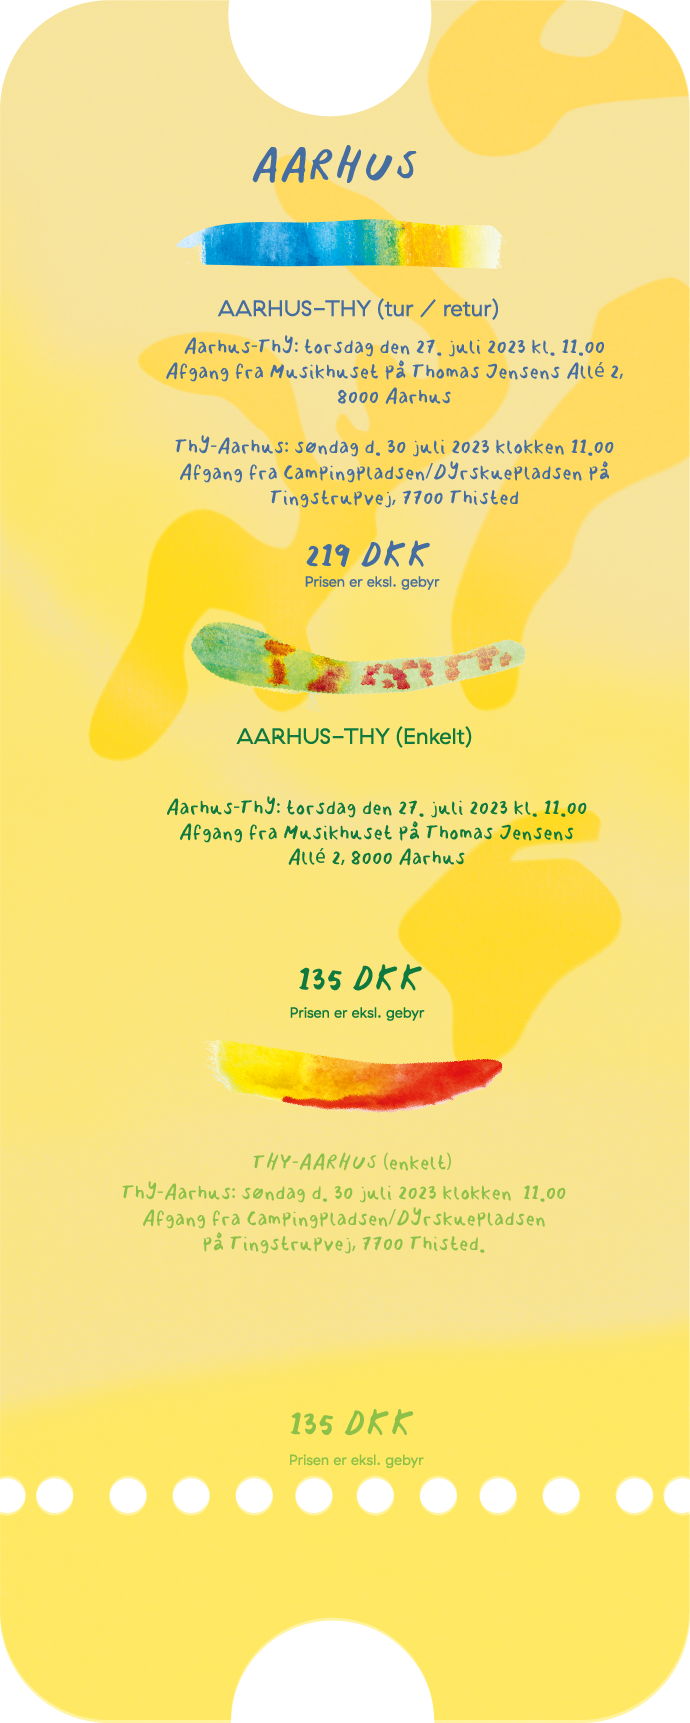 AARHUS
AARHUS-THY (tur / retur)
Aarhus-Thy: torsdag den 27. juli 2023 kl. 11.00
Afgang fra Musikhuset på Thomas Jensens Allé 2,
8000 Aarhus
Thy-Aarhus: søndag d. 30 juli 2023 klokken 11.00
Afgang fra Campingpladsen/Dyrskuepladsen på
Tingstrupvej, 7700 Thisted
219 DKK
Prisen er eksl. gebyr
AARHUS-THY (Enkelt)
Aarhus-Thy: torsdag den 27. juli 2023 kl. 11.00
Afgang fra Musikhuset på Thomas Jensens
Allé 2, 8000 Aarhus
135 DKK
Prisen er eksl. gebyr
THY-AARHUS (enkelt)
Thy-Aarhus: søndag d. 30 juli 2023 klokken 11.00
Afgang fra Campingpladsen/Dyrskuepladsen
på Tingstrupvej, 7700 Thisted.
135 DKK
Prisen er eksl. gebyr